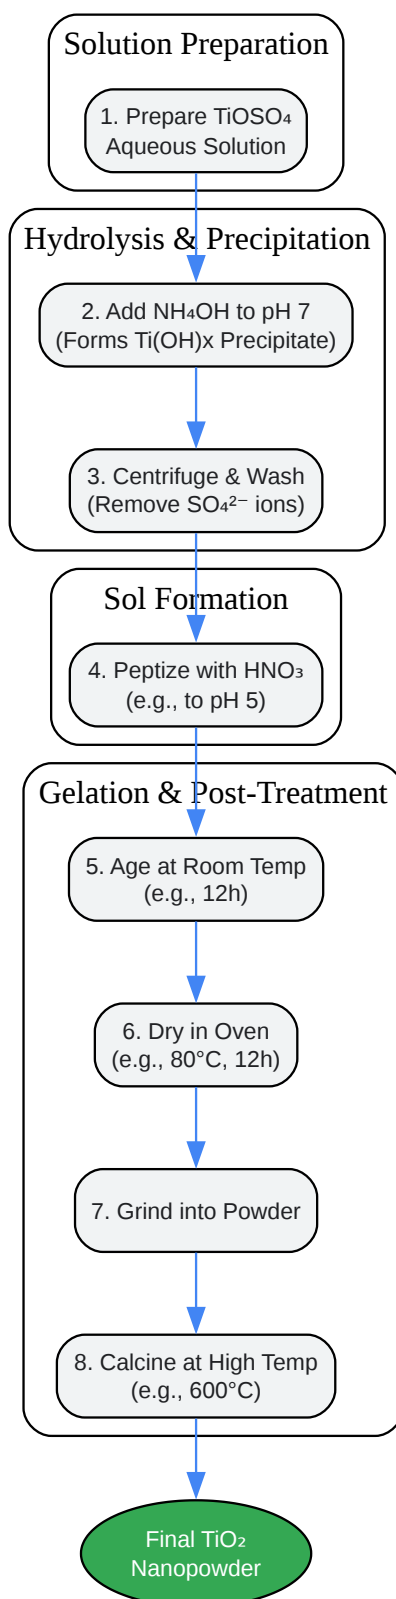 Solution Preparation
1. Prepare TiOSO₄
Aqueous Solution
Hydrolysis & Precipitation
2. Add NH₄OH to pH 7
(Forms Ti(OH)x Precipitate)
3. Centrifuge & Wash
(Remove SO₄²⁻ ions)
Sol Formation
4. Peptize with HNO₃
(e.g., to pH 5)
Gelation & Post-Treatment
5. Age at Room Temp
(e.g., 12h)
6. Dry in Oven
(e.g., 80°C, 12h)
7. Grind into Powder
8. Calcine at High Temp
(e.g., 600°C)
Final TiO₂
Nanopowder